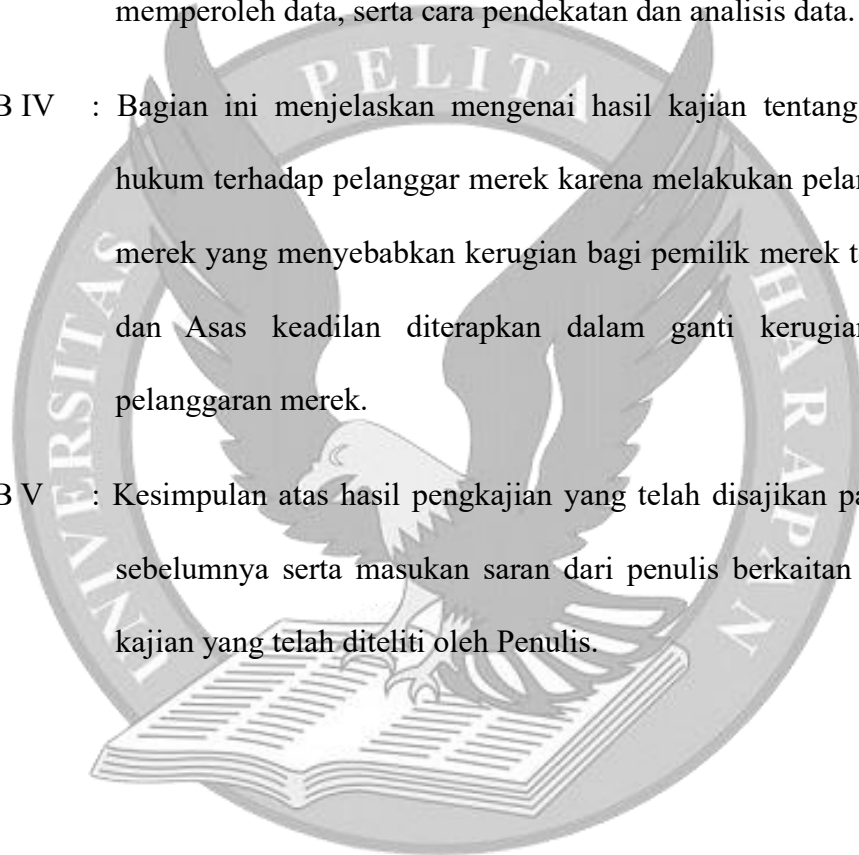 memperoleh data, serta cara pendekatan dan analisis data.
PELITA
B IV : Bagian ini menjelaskan mengenai hasil kajian tentang
hukum terhadap pelanggar merek karena melakukan pelan
merek yang menyebabkan kerugian bagi pemilik merek t
dan Asas keadilan diterapkan dalam ganti kerugian
pelanggaran merek.
B V : Kesimpulan atas hasil pengkajian yang telah disajikan pa
sebelumnya serta masukan saran dari penulis berkaitan
kajian yang telah diteliti oleh Penulis.
UNIVERSITAS
HARAPAN